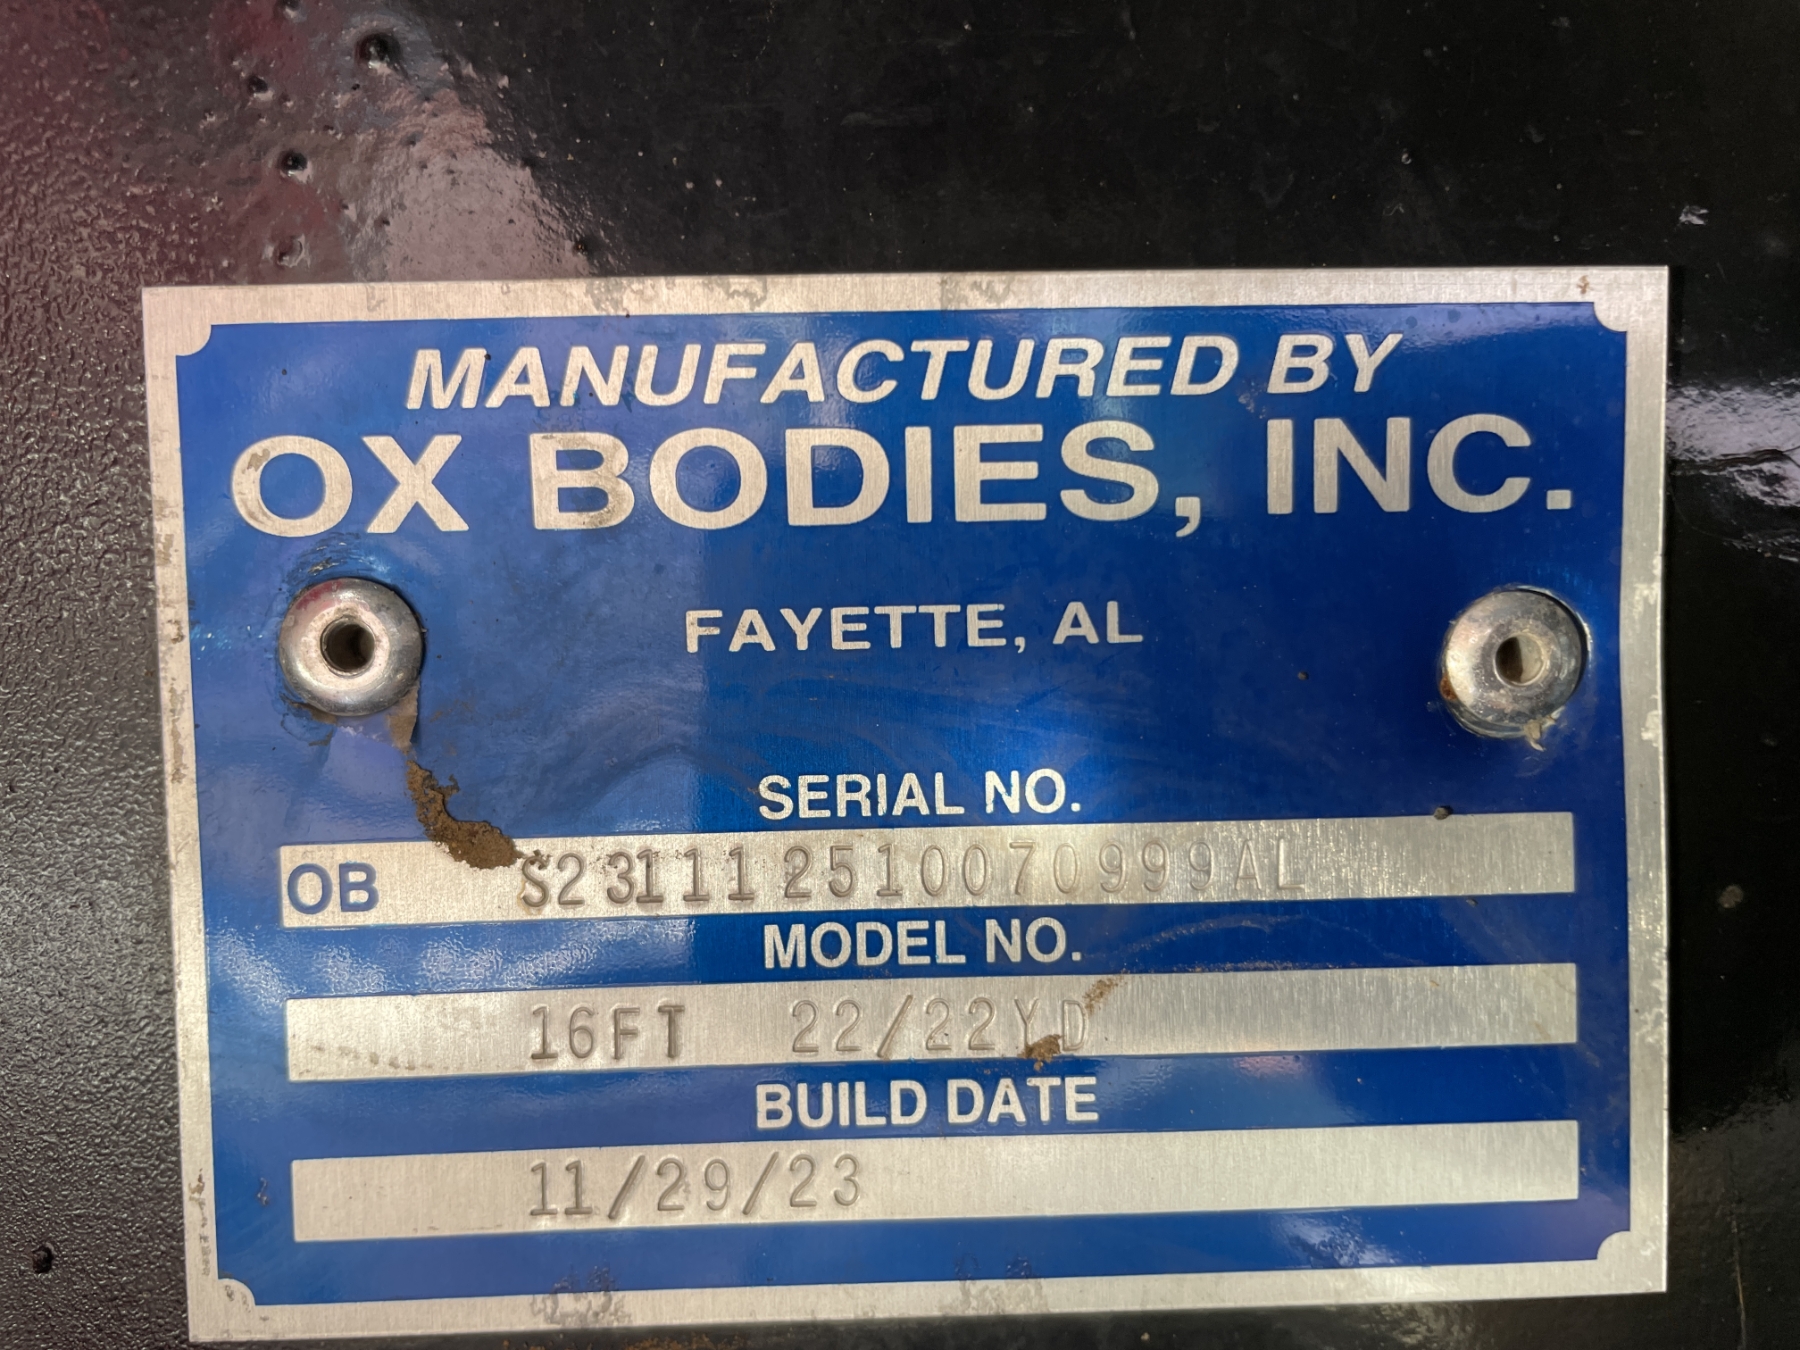 MANUFACTURED BY
OX BODIES, INC.
FAYETTE, AL
SERIAL NO.
OB S231112510070999AL
MODEL NO.
16FT 22/22YD
BUILD DATE
11/29/23